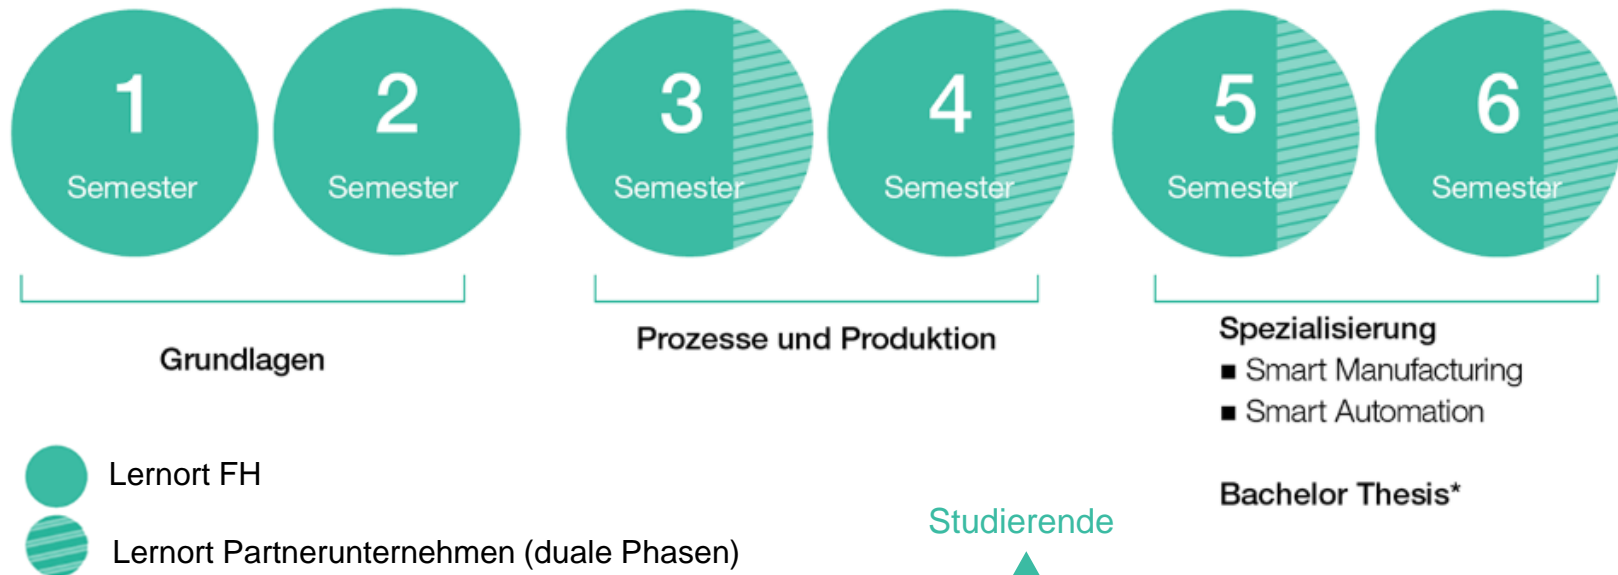 1
Semester
2
Semester
3
Semester
4
Semester
5
Semester
6
Semester
Grundlagen
Prozesse und Produktion
Spezialisierung
■ Smart Manufacturing
■ Smart Automation
Bachelor Thesis*
Lernort FH
Lernort Partnerunternehmen (duale Phasen)
Studierende